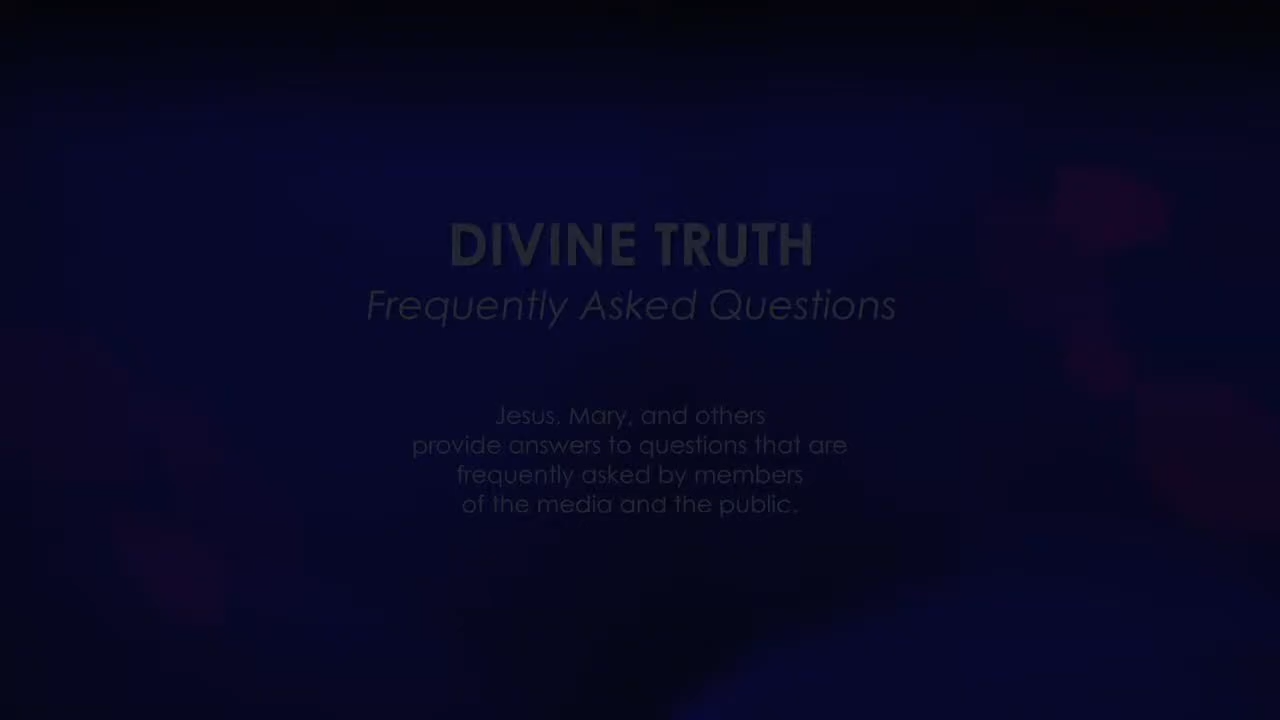 DIVINE TRUTH
Frequently Asked Questions
Jesus, Mary, and others
provide answers to questions that are
frequently asked by members
of the media and the public.